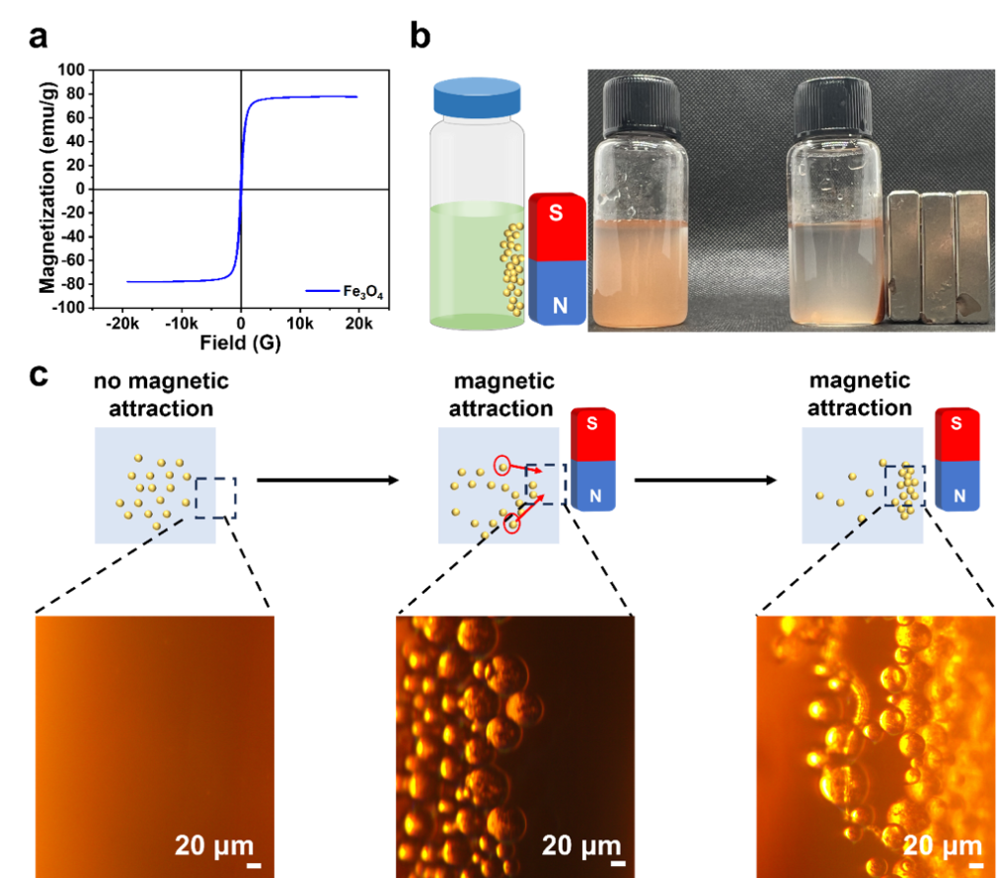 a
b
100
80
60
40
20
0
-20
-40
-60
-80
-100
Magnetization (emu/g)
Fe₃O₄
-20k -10k 0 10k 20k
Field (G)
S
N
c
no magnetic
attraction
magnetic
attraction
S
N
magnetic
attraction
S
N
20 μm
20 μm
20 μm